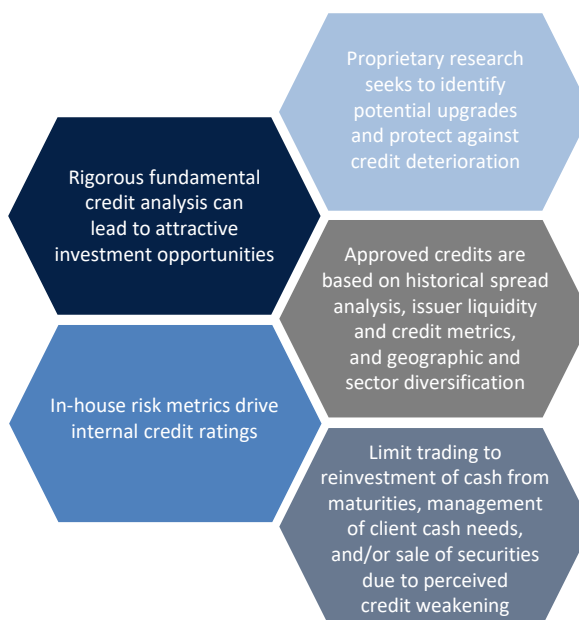 Proprietary research
seeks to identify
potential upgrades
and protect against
credit deterioration
Rigorous fundamental
credit analysis can
lead to attractive
investment opportunities
Approved credits are
based on historical spread
analysis, issuer liquidity
and credit metrics,
and geographic and
sector diversification
In-house risk metrics drive
internal credit ratings
Limit trading to
reinvestment of cash from
maturities, management
of client cash needs,
and/or sale of securities
due to perceived
credit weakening